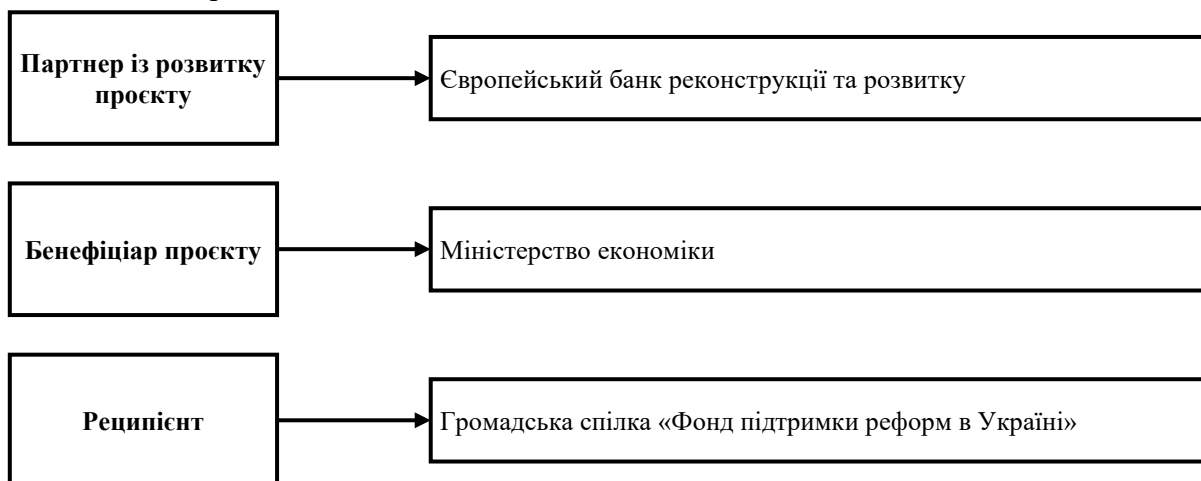 Партнер із розвитку
проєкту
Європейський банк реконструкції та розвитку
Бенефіціар проєкту
Міністерство економіки
Реципієнт
Громадська спілка «Фонд підтримки реформ в Україні»